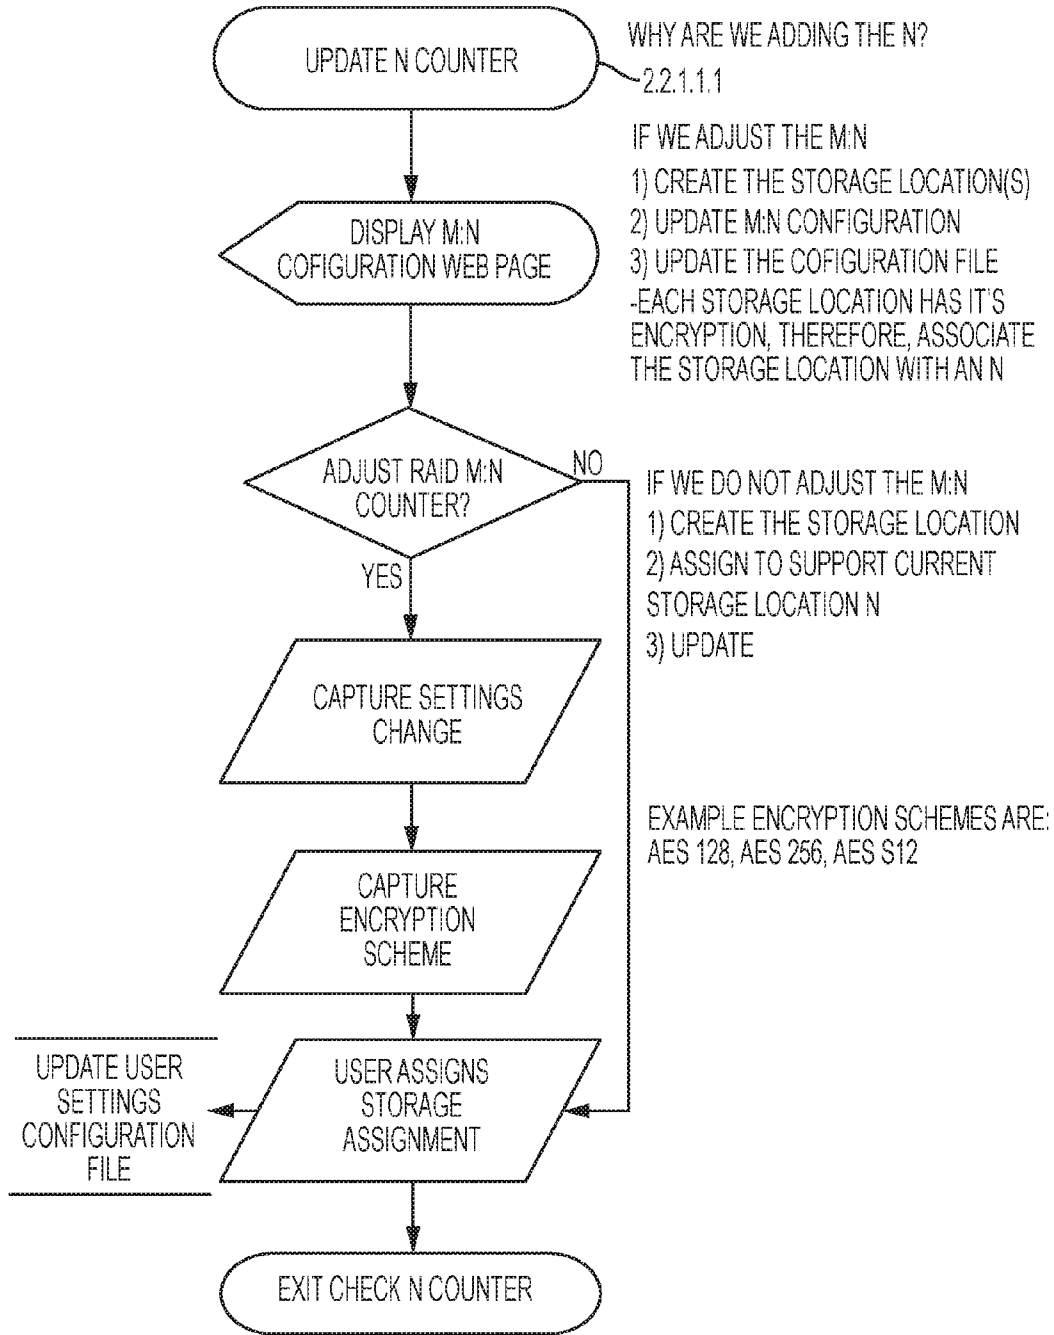 UPDATE N COUNTER
WHY ARE WE ADDING THE N?
2.2.1.1.1
IF WE ADJUST THE M:N
1) CREATE THE STORAGE LOCATION(S)
2) UPDATE M:N CONFIGURATION
3) UPDATE THE COFIGURATION FILE
-EACH STORAGE LOCATION HAS IT'S
ENCRYPTION, THEREFORE, ASSOCIATE
THE STORAGE LOCATION WITH AN N
DISPLAY M:N
COFIGURATION WEB PAGE
ADJUST RAID M:N
COUNTER?
NO
YES
IF WE DO NOT ADJUST THE M:N
1) CREATE THE STORAGE LOCATION
2) ASSIGN TO SUPPORT CURRENT
STORAGE LOCATION N
3) UPDATE
CAPTURE SETTINGS
CHANGE
EXAMPLE ENCRYPTION SCHEMES ARE:
AES 128, AES 256, AES S12
CAPTURE
ENCRYPTION
SCHEME
UPDATE USER
SETTINGS
CONFIGURATION
FILE
USER ASSIGNS
STORAGE
ASSIGNMENT
EXIT CHECK N COUNTER